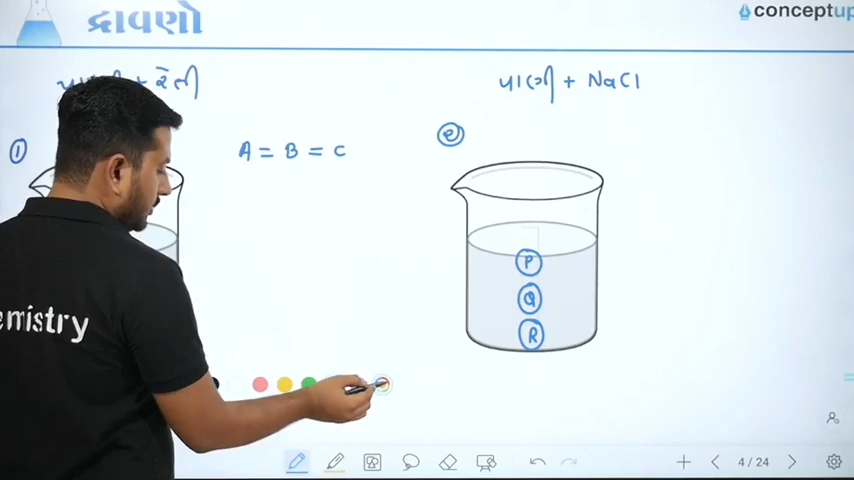 દ્રાવણો
conceptup
+ રેતી
પાણી + NaCl
①
A = B = C
②
P
Q
R
emistry
4 / 24